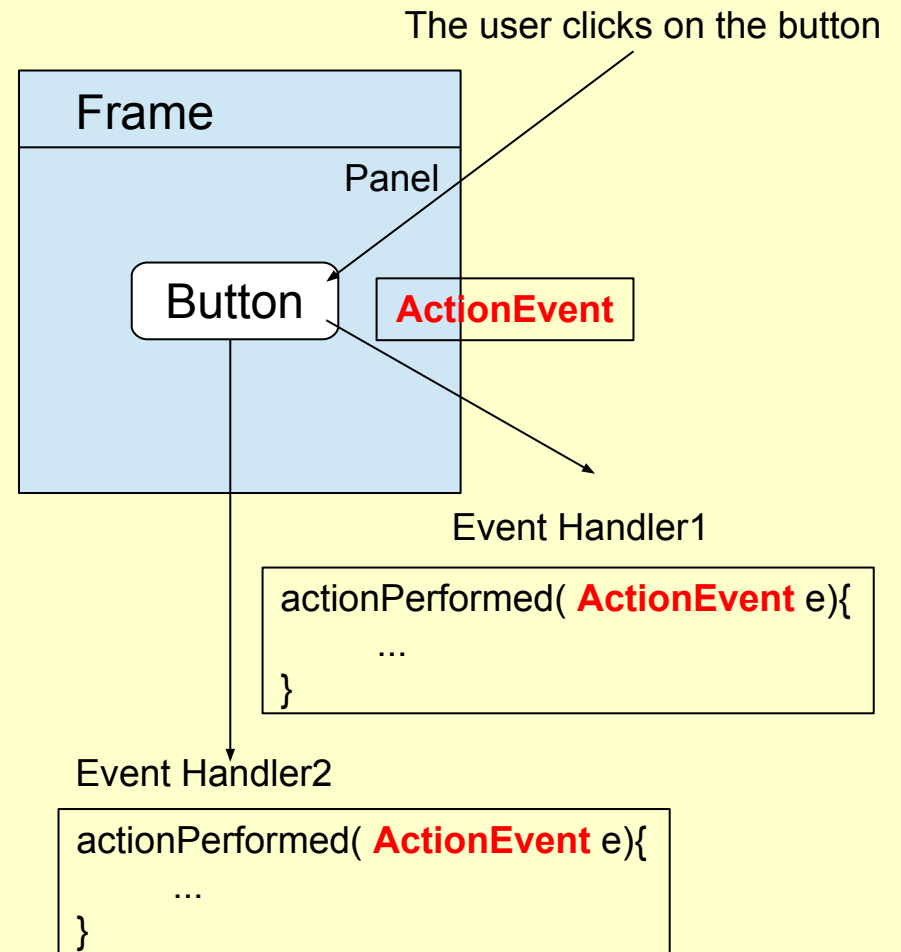 The user clicks on the button
Frame
Panel
Button
ActionEvent
Event Handler1
actionPerformed( ActionEvent e){
...
}
Event Handler2
actionPerformed( ActionEvent e){
...
}